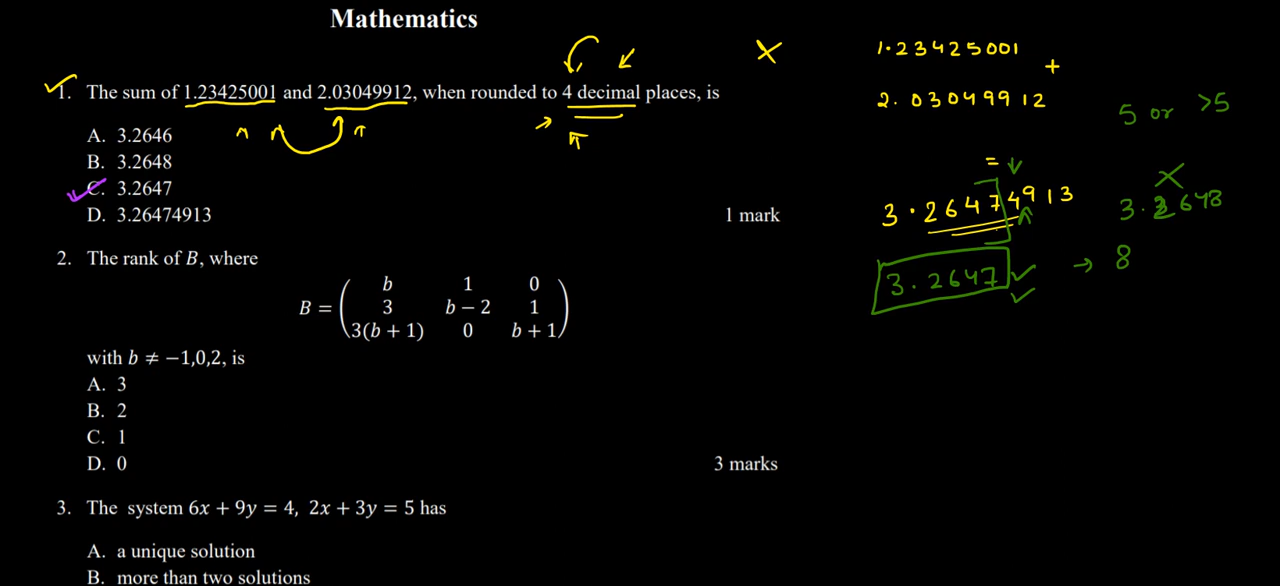 Mathematics
1. The sum of 1.23425001 and 2.03049912, when rounded to 4 decimal places, is
A. 3.2646
B. 3.2648
C. 3.2647
D. 3.26474913
1 mark
2. The rank of B, where
B = ( b 1 0
3 b − 2 1
3(b + 1) 0 b + 1 )
with b ≠ −1,0,2, is
A. 3
B. 2
C. 1
D. 0
3 marks
3. The system 6x + 9y = 4, 2x + 3y = 5 has
A. a unique solution
B. more than two solutions
1.23425001
+
2.03049912
=
3.26474913
3.2647
5 or >5
3.2648
→ 8